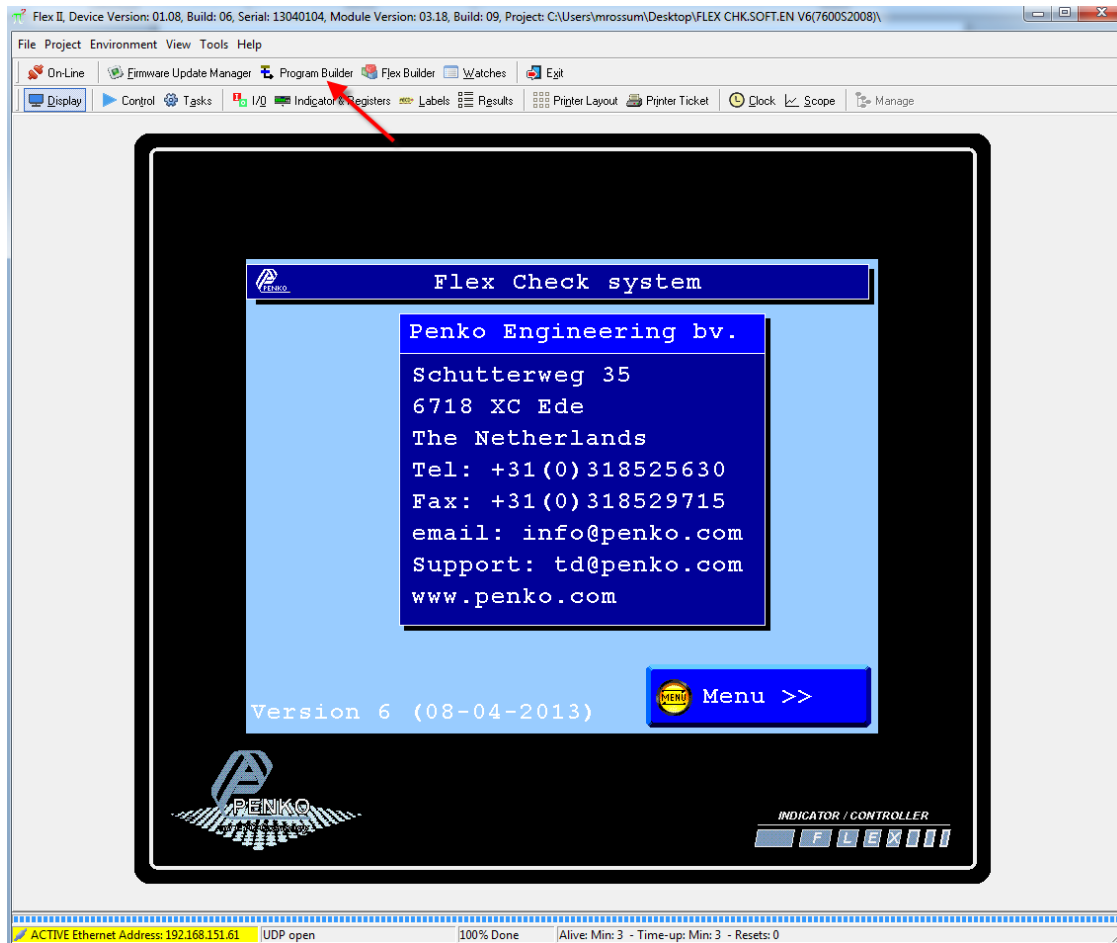 Flex II, Device Version: 01.08, Build: 06, Serial: 13040104, Module Version: 03.18, Build: 09, Project: C:\Users\mrossum\Desktop\FLEX CHK.SOFT.EN V6(7600S2008)\
File Project Environment View Tools Help
On-Line Firmware Update Manager Program Builder Flex Builder Watches Exit
Display Control Tasks I/O Indicator & Registers Labels Results Printer Layout Printer Ticket Clock Scope Manage
PENKO Flex Check system
Penko Engineering bv.
Schutterweg 35
6718 XC Ede
The Netherlands
Tel: +31(0)318525630
Fax: +31(0)318529715
email: info@penko.com
Support: td@penko.com
www.penko.com
MENU Menu >>
Version 6 (08-04-2013)
PENKO
INDICATOR / CONTROLLER
FLEX
ACTIVE Ethernet Address: 192.168.151.61 UDP open 100% Done Alive: Min: 3 - Time-up: Min: 3 - Resets: 0